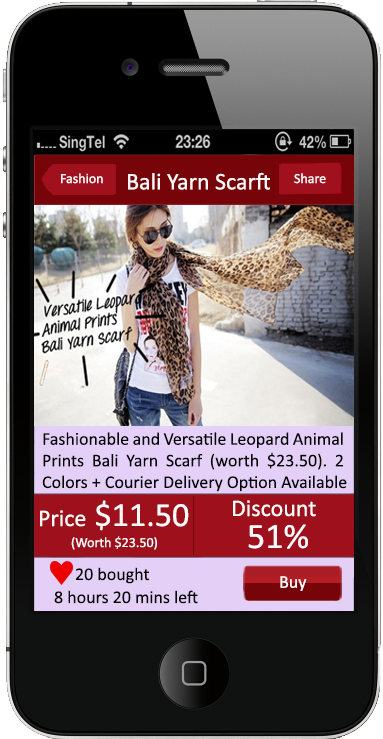 SingTel 23:26 42%
Fashion Bali Yarn Scarft Share
Versatile Leopard
Animal Prints
Bali Yarn Scarf
Fashionable and Versatile Leopard Animal
Prints Bali Yarn Scarf (worth $23.50). 2
Colors + Courier Delivery Option Available
Price $11.50
(Worth $23.50)
Discount
51%
20 bought
8 hours 20 mins left
Buy